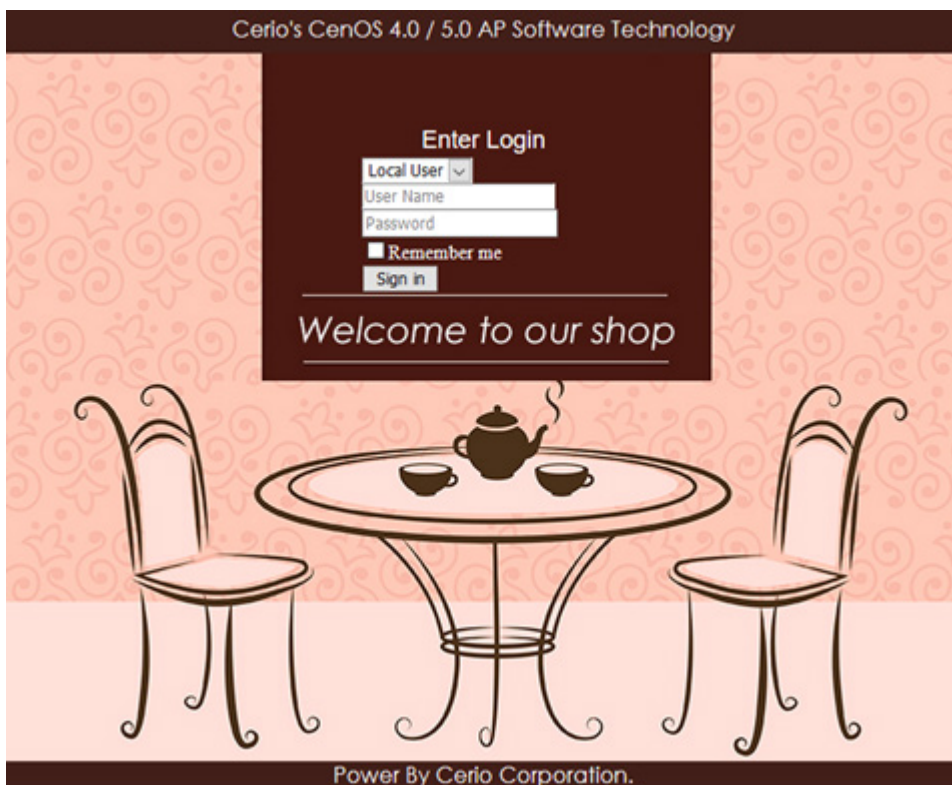 Cerio's CenOS 4.0 / 5.0 AP Software Technology
Enter Login
Local User
User Name
Password
Remember me
Sign in
Welcome to our shop
Power By Cerio Corporation.